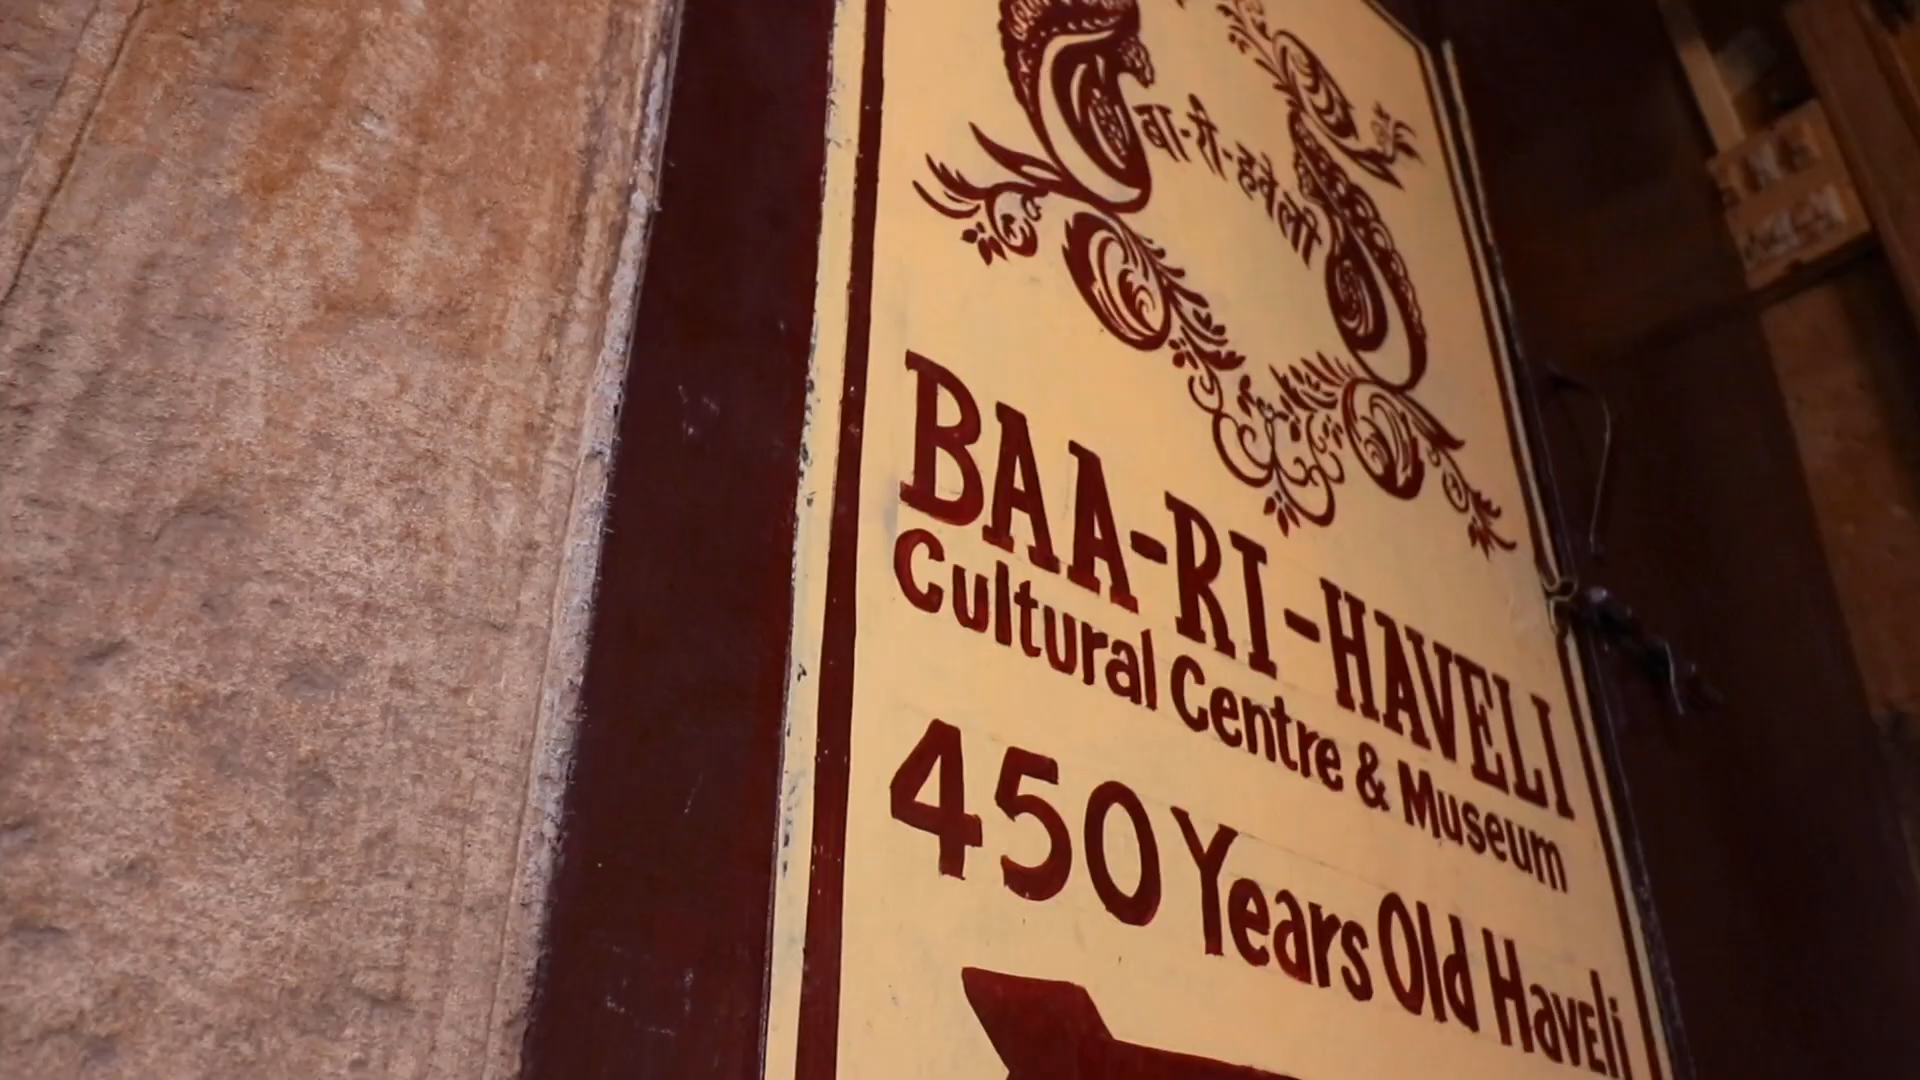 बा-री-हवेली
BAA-RI-HAVELI
Cultural Centre & Museum
450 Years Old Haveli